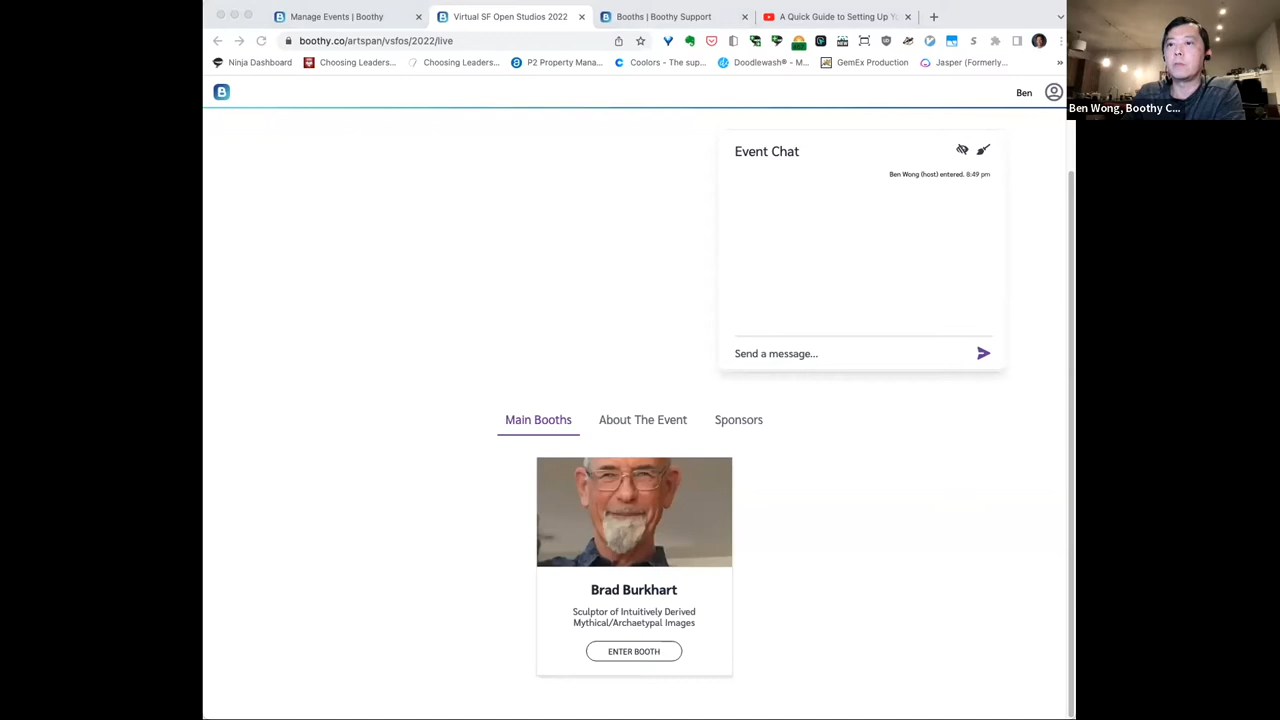 Manage Events | Boothy
Virtual SF Open Studios 2022
Booths | Boothy Support
A Quick Guide to Setting Up
boothy.co/artspan/vsfos/2022/live
Ninja Dashboard
Choosing Leaders...
Choosing Leaders...
P2 Property Mana...
Coolors - The sup...
Doodlewash® - M...
GemEx Production
Jasper (Formerly...
B
Ben
Ben Wong, Boothy C...
Event Chat
Ben Wong (host) entered. 8:49 pm
Send a message...
Main Booths
About The Event
Sponsors
Brad Burkhart
Sculptor of Intuitively Derived
Mythical/Archaetypal Images
ENTER BOOTH